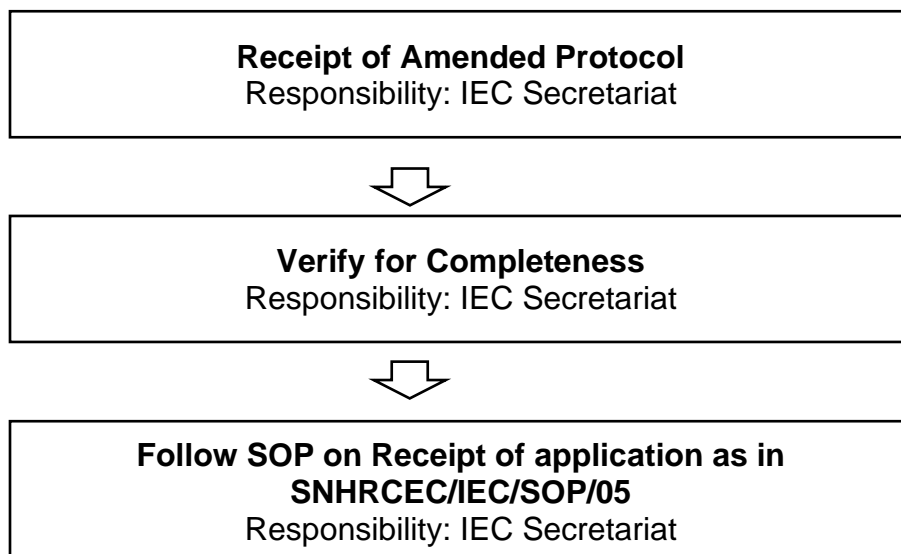 Receipt of Amended Protocol
Responsibility: IEC Secretariat
Verify for Completeness
Responsibility: IEC Secretariat
Follow SOP on Receipt of application as in
SNHRCEC/IEC/SOP/05
Responsibility: IEC Secretariat